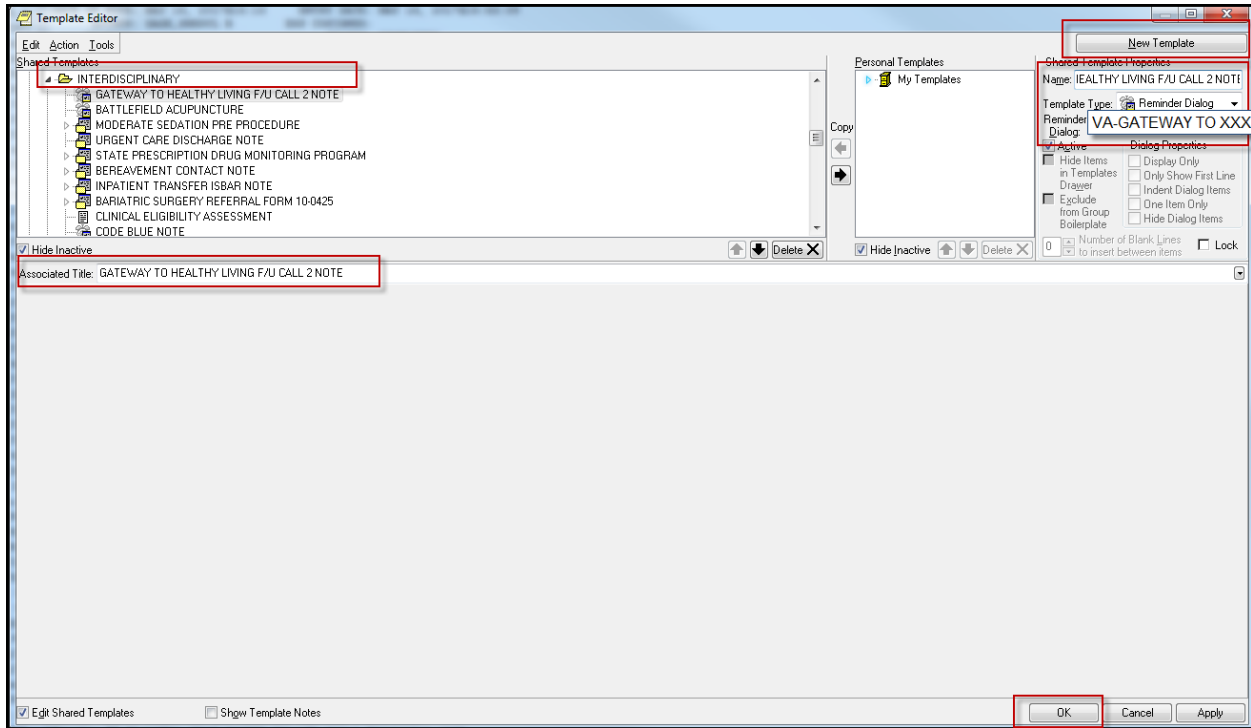 Template Editor
Edit Action Tools
New Template
Shared Templates
INTERDISCIPLINARY
GATEWAY TO HEALTHY LIVING F/U CALL 2 NOTE
BATTLEFIELD ACUPUNCTURE
MODERATE SEDATION PRE PROCEDURE
URGENT CARE DISCHARGE NOTE
STATE PRESCRIPTION DRUG MONITORING PROGRAM
BEREAVEMENT CONTACT NOTE
INPATIENT TRANSFER ISBAR NOTE
BARIATRIC SURGERY REFERRAL FORM 10-0425
CLINICAL ELIGIBILITY ASSESSMENT
CODE BLUE NOTE
Hide Inactive
Delete
Copy
Personal Templates
My Templates
Hide Inactive
Delete
Shared Template Properties
Name: IEALTHY LIVING F/U CALL 2 NOTE
Template Type: Reminder Dialog
Reminder
Dialog:
VA-GATEWAY TO XXX
Active
Hide Items
in Templates
Drawer
Exclude
from Group
Boilerplate
Dialog Properties
Display Only
Only Show First Line
Indent Dialog Items
One Item Only
Hide Dialog Items
0 Number of Blank Lines
to insert between items
Lock
Associated Title: GATEWAY TO HEALTHY LIVING F/U CALL 2 NOTE
Edit Shared Templates
Show Template Notes
OK
Cancel
Apply